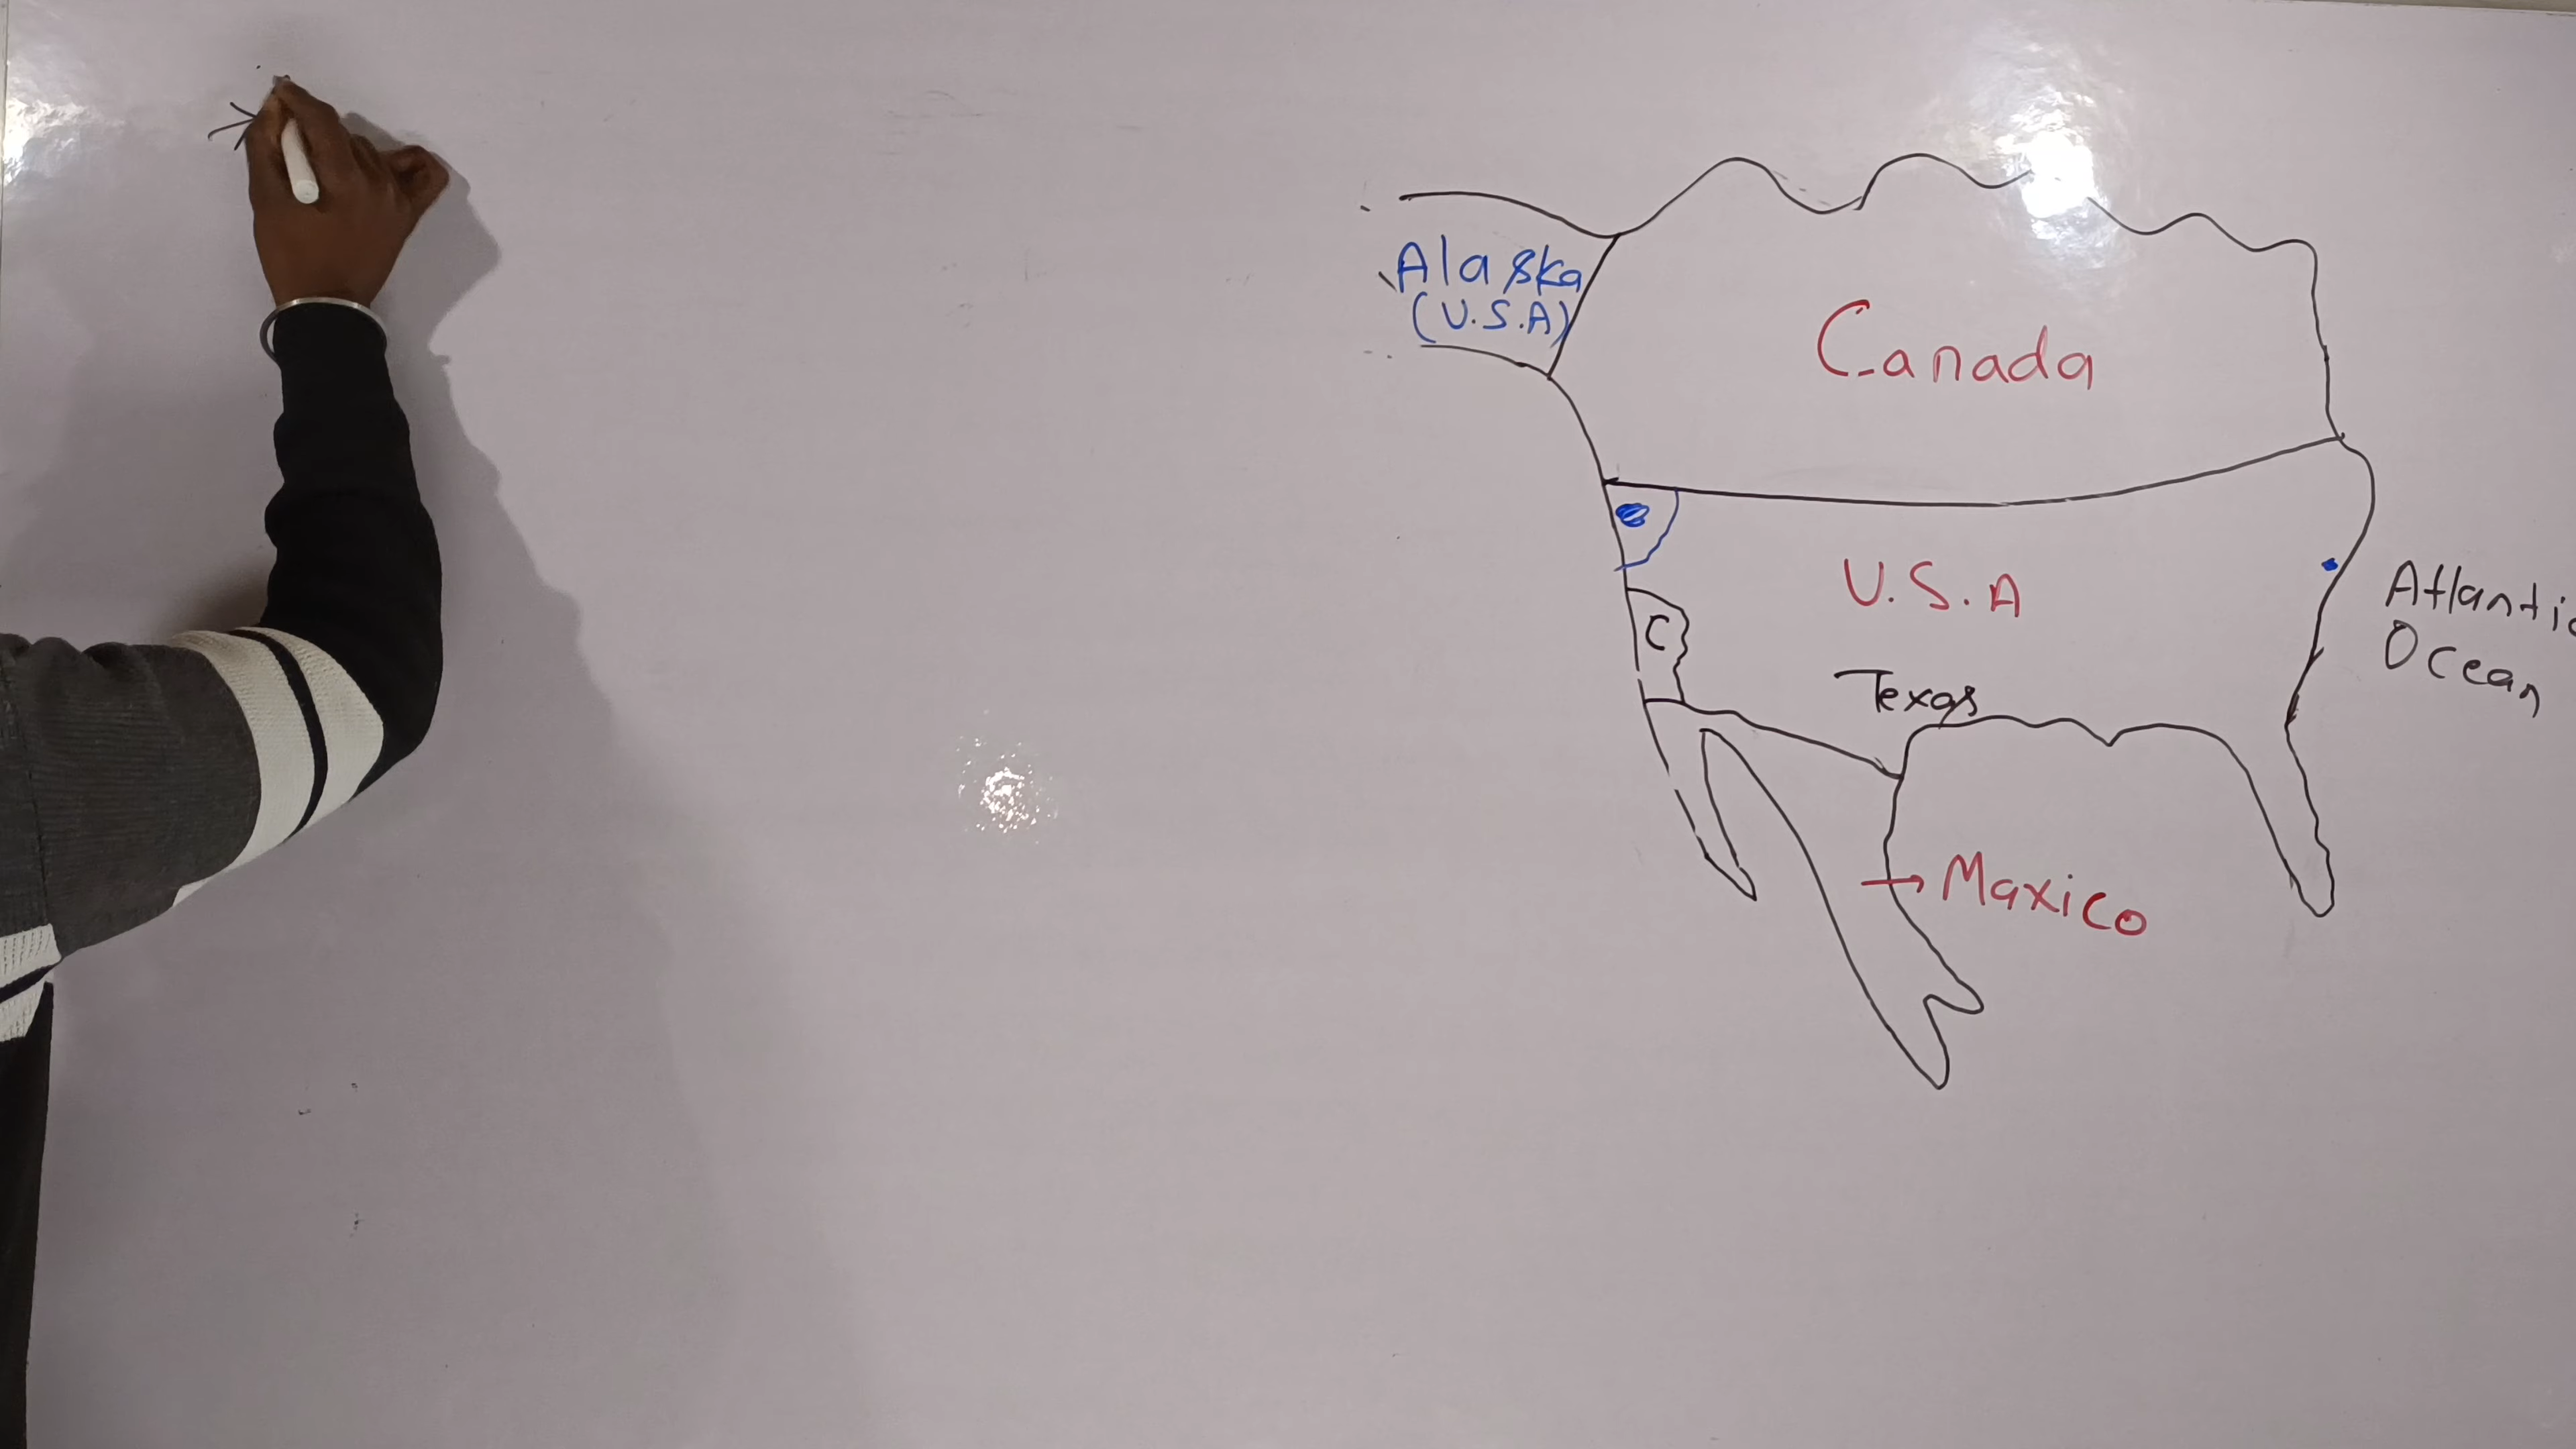 Alaska
(U.S.A)
Canada
U.S.A
C
Texas
Atlantic
Ocean
→ Maxico